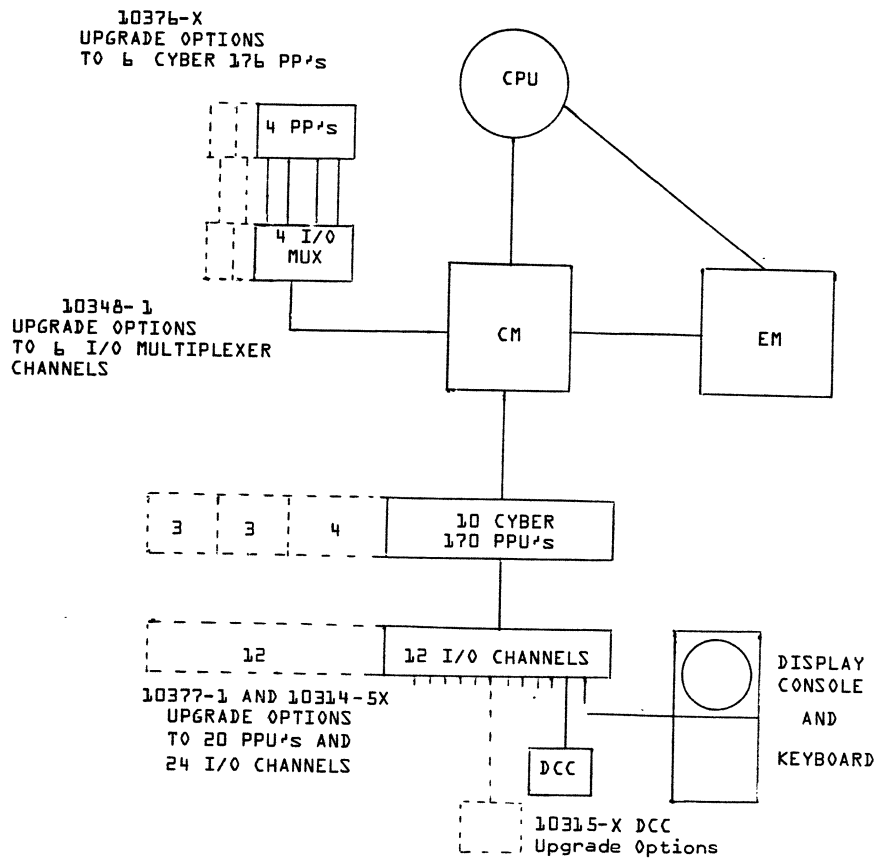 10376-X
UPGRADE OPTIONS
TO 6 CYBER 176 PP's
CPU
4 PP's
4 I/O
MUX
10348-1
UPGRADE OPTIONS
TO 6 I/O MULTIPLEXER
CHANNELS
CM
EM
3
3
4
10 CYBER
170 PPU's
12
12 I/O CHANNELS
10377-1 AND 10314-5X
UPGRADE OPTIONS
TO 20 PPU's AND
24 I/O CHANNELS
DISPLAY
CONSOLE
AND
KEYBOARD
DCC
10315-X DCC
Upgrade Options